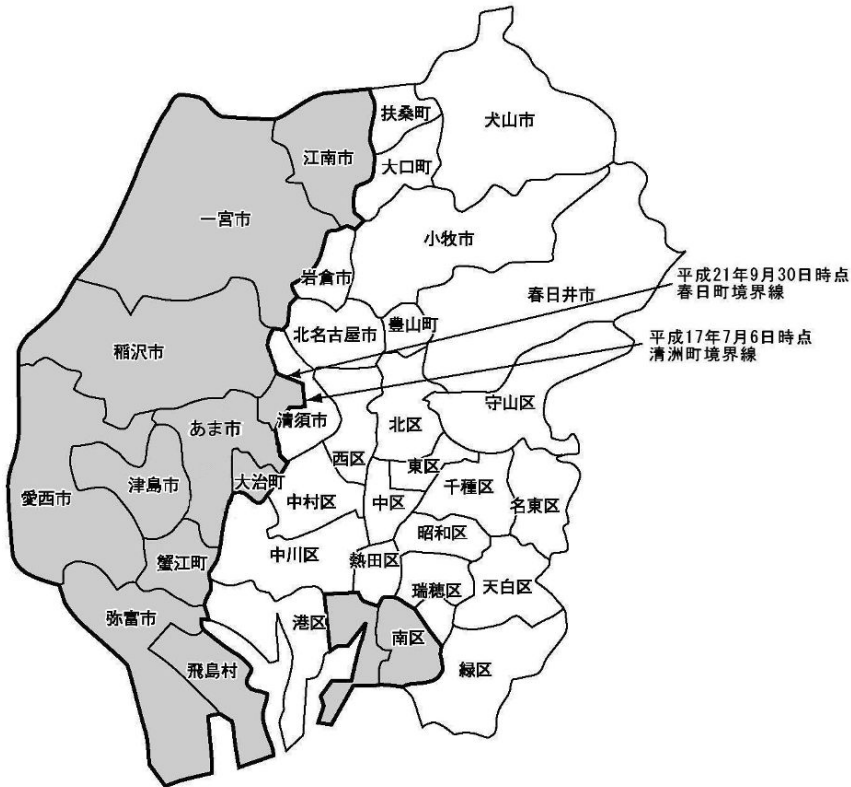 扶桑町
犬山市
江南市
大口町
一宮市
小牧市
岩倉市
平成21年9月30日時点
春日町境界線
春日井市
北名古屋市
豊山町
平成17年7月6日時点
清洲町境界線
稲沢市
守山区
清須市
北区
あま市
西区
東区
大治町
千種区
津島市
愛西市
中村区
中区
名東区
昭和区
蟹江町
中川区
熱田区
天白区
瑞穂区
弥富市
港区
南区
飛島村
緑区